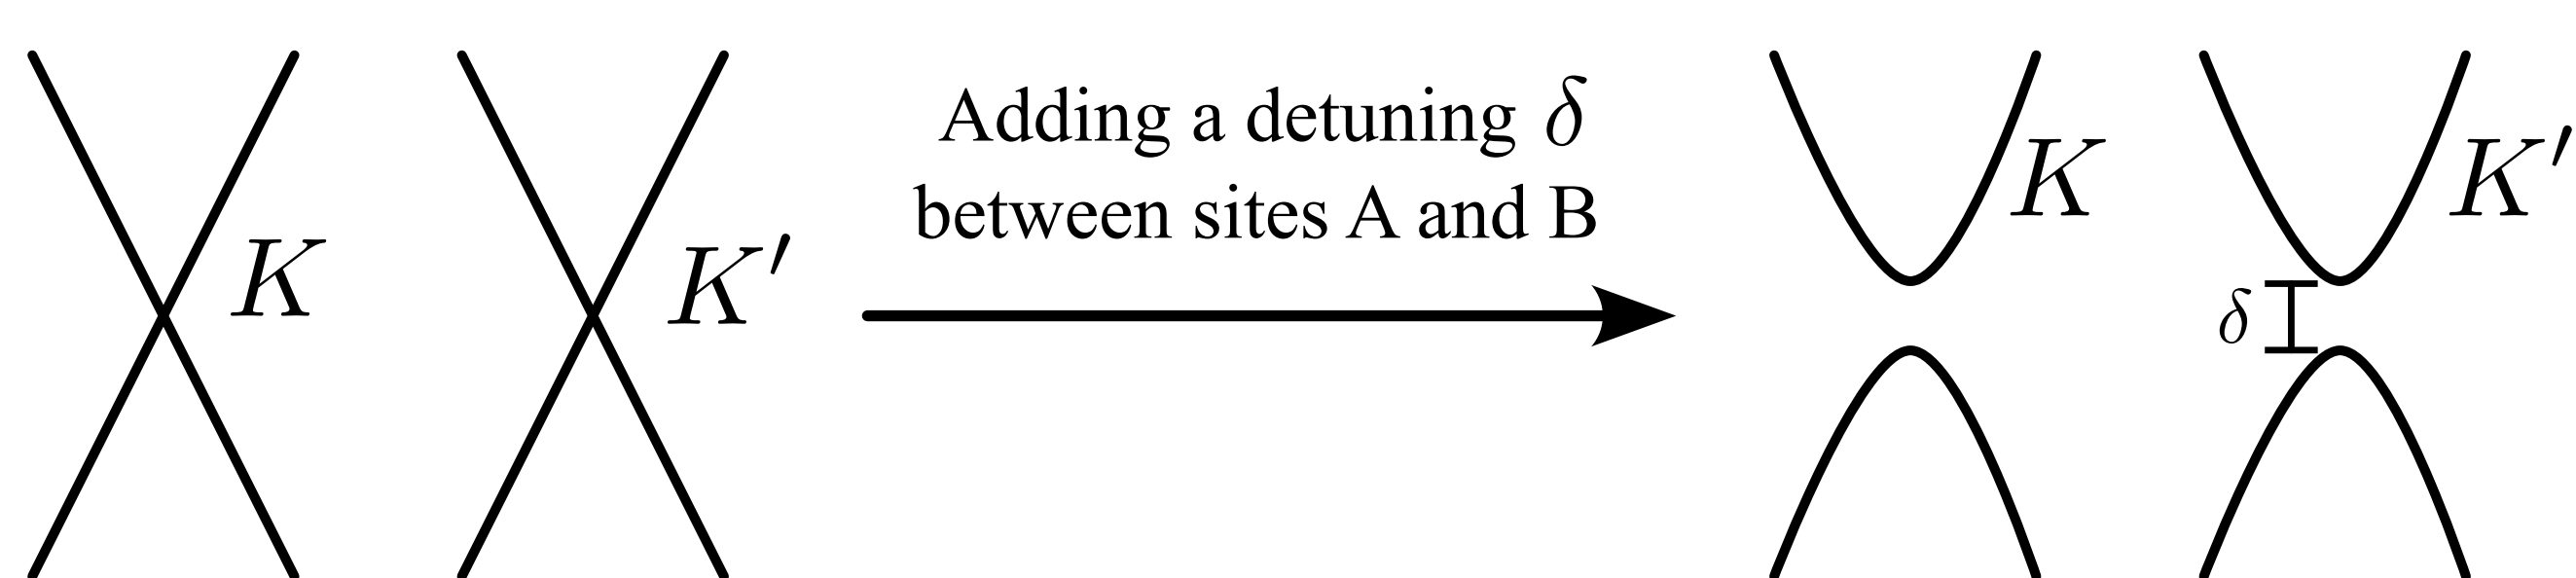 K
K′
Adding a detuning δ
between sites A and B
K
K′
δ